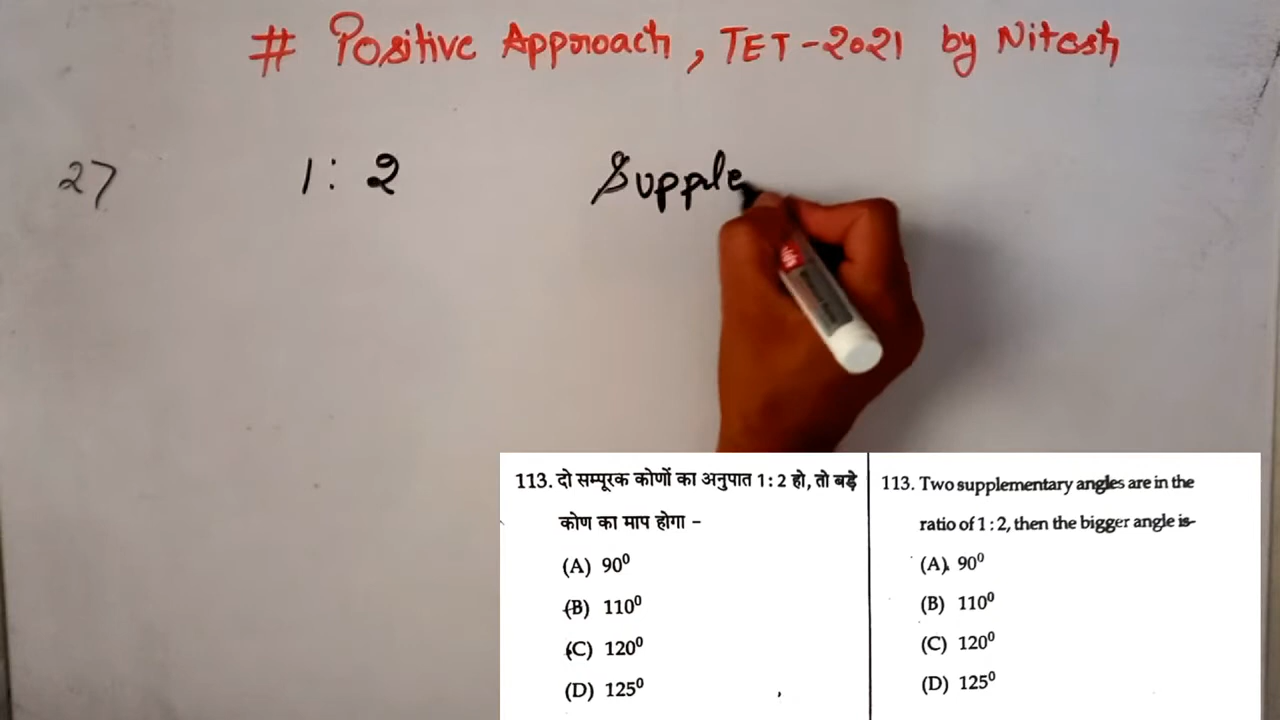 # Positive Approach, TET-2021 by Nitesh
27 1:2 Supple
113. दो सम्पूरक कोणों का अनुपात 1:2 हो, तो बड़े
कोण का माप होगा –
(A) 90⁰
(B) 110⁰
(C) 120⁰
(D) 125⁰
113. Two supplementary angles are in the
ratio of 1:2, then the bigger angle is-
(A) 90⁰
(B) 110⁰
(C) 120⁰
(D) 125⁰